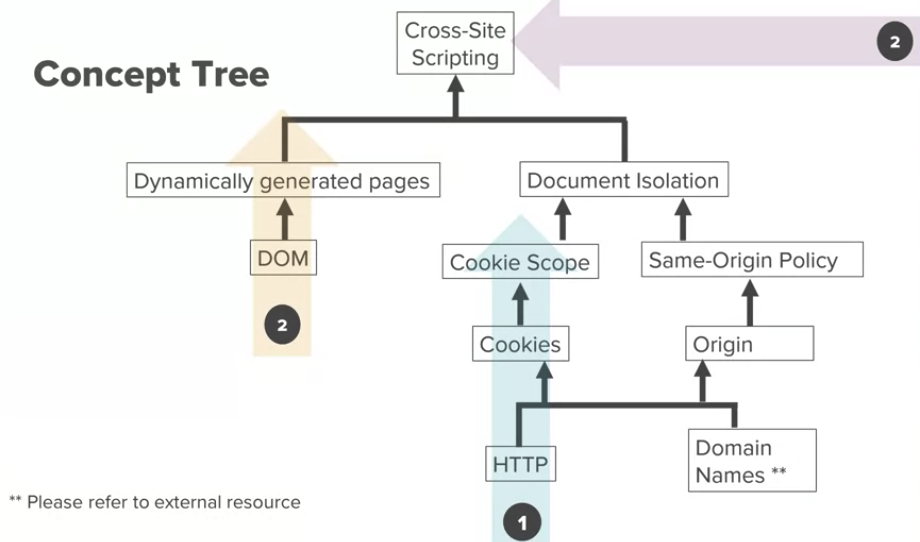 Cross-Site
Scripting
2
Concept Tree
Dynamically generated pages
Document Isolation
DOM
Cookie Scope
Same-Origin Policy
2
Cookies
Origin
HTTP
Domain
Names **
** Please refer to external resource
1